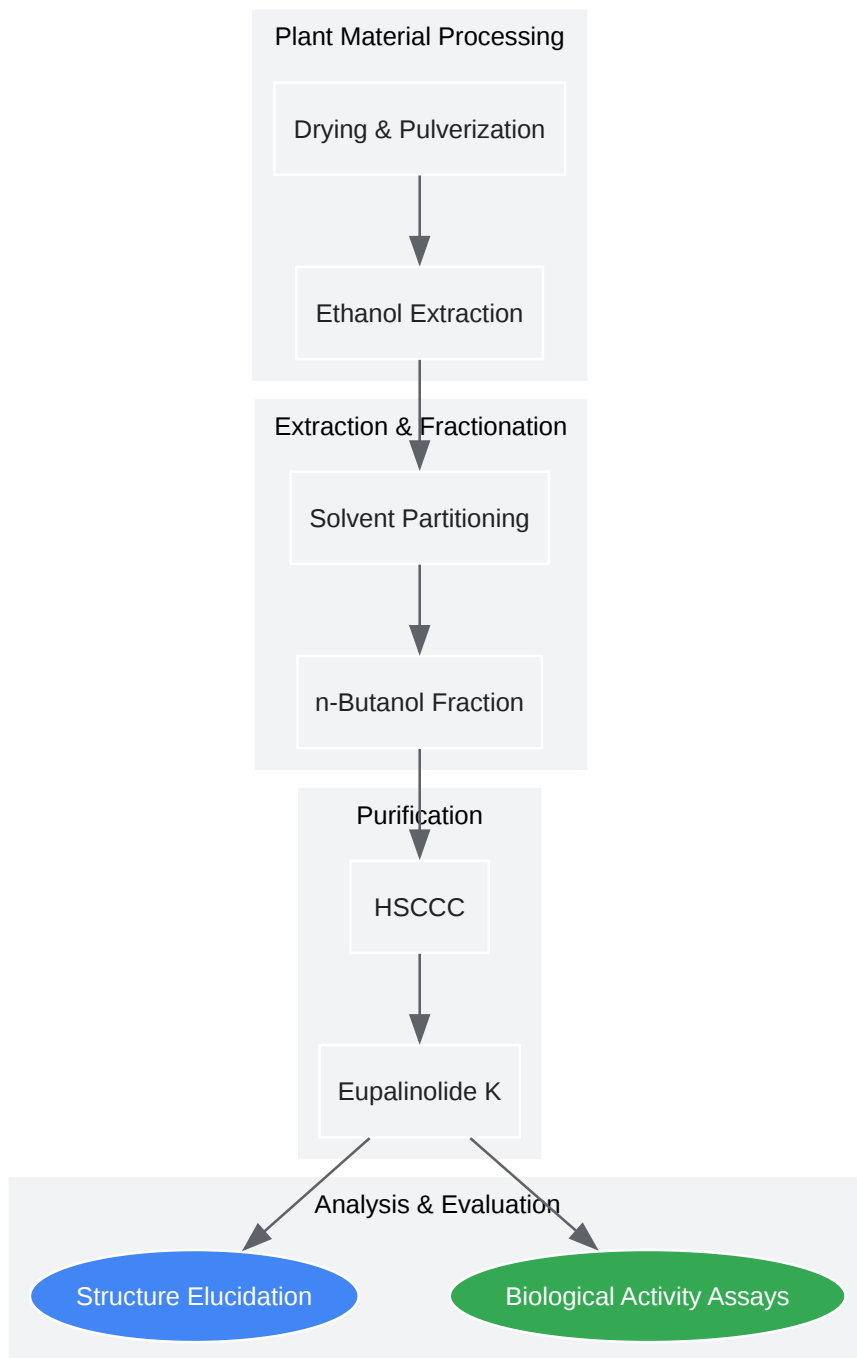 Plant Material Processing
Drying & Pulverization
Ethanol Extraction
Extraction & Fractionation
Solvent Partitioning
n-Butanol Fraction
Purification
HSCCC
Eupalinolide K
Analysis & Evaluation
Structure Elucidation
Biological Activity Assays